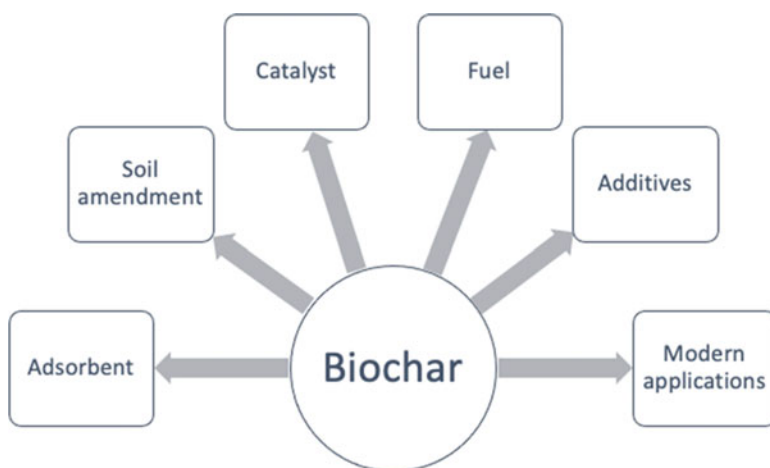 Catalyst
Fuel
Soil
amendment
Additives
Adsorbent
Biochar
Modern
applications